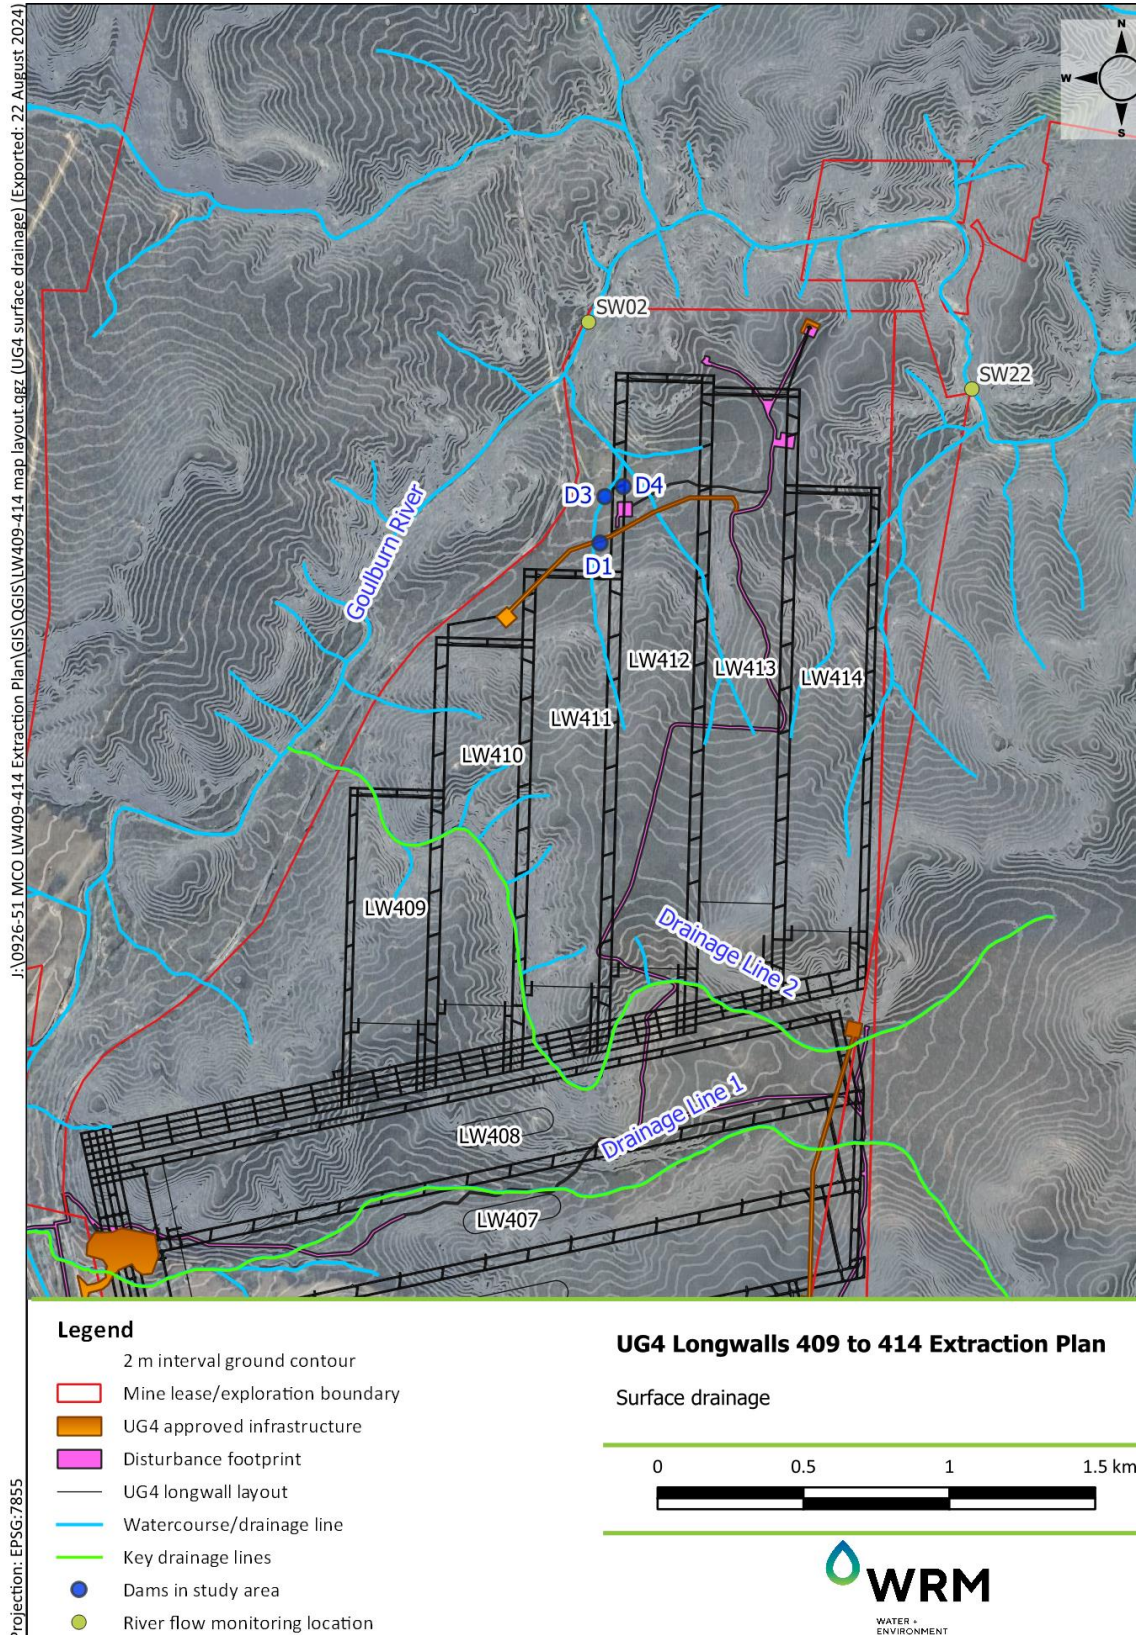 J:\0926-51 MCO LW409-414 Extraction Plan\GIS\QGIS\LW409-414 map layout.qgz (UG4 surface drainage) (Exported: 22 August 2024)
Projection: EPSG:7855
N
W
S
SW02
SW22
D3
D4
D1
Goulburn River
LW412
LW413
LW414
LW411
LW410
LW409
Drainage Line 2
Drainage Line 1
LW408
LW407
Legend
2 m interval ground contour
Mine lease/exploration boundary
UG4 approved infrastructure
Disturbance footprint
UG4 longwall layout
Watercourse/drainage line
Key drainage lines
Dams in study area
River flow monitoring location
UG4 Longwalls 409 to 414 Extraction Plan
Surface drainage
0 0.5 1 1.5 km
WRM
WATER +
ENVIRONMENT